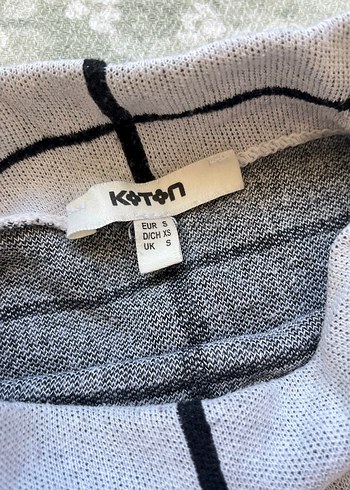 KOTON
EUR S
D/CH XS
UK S